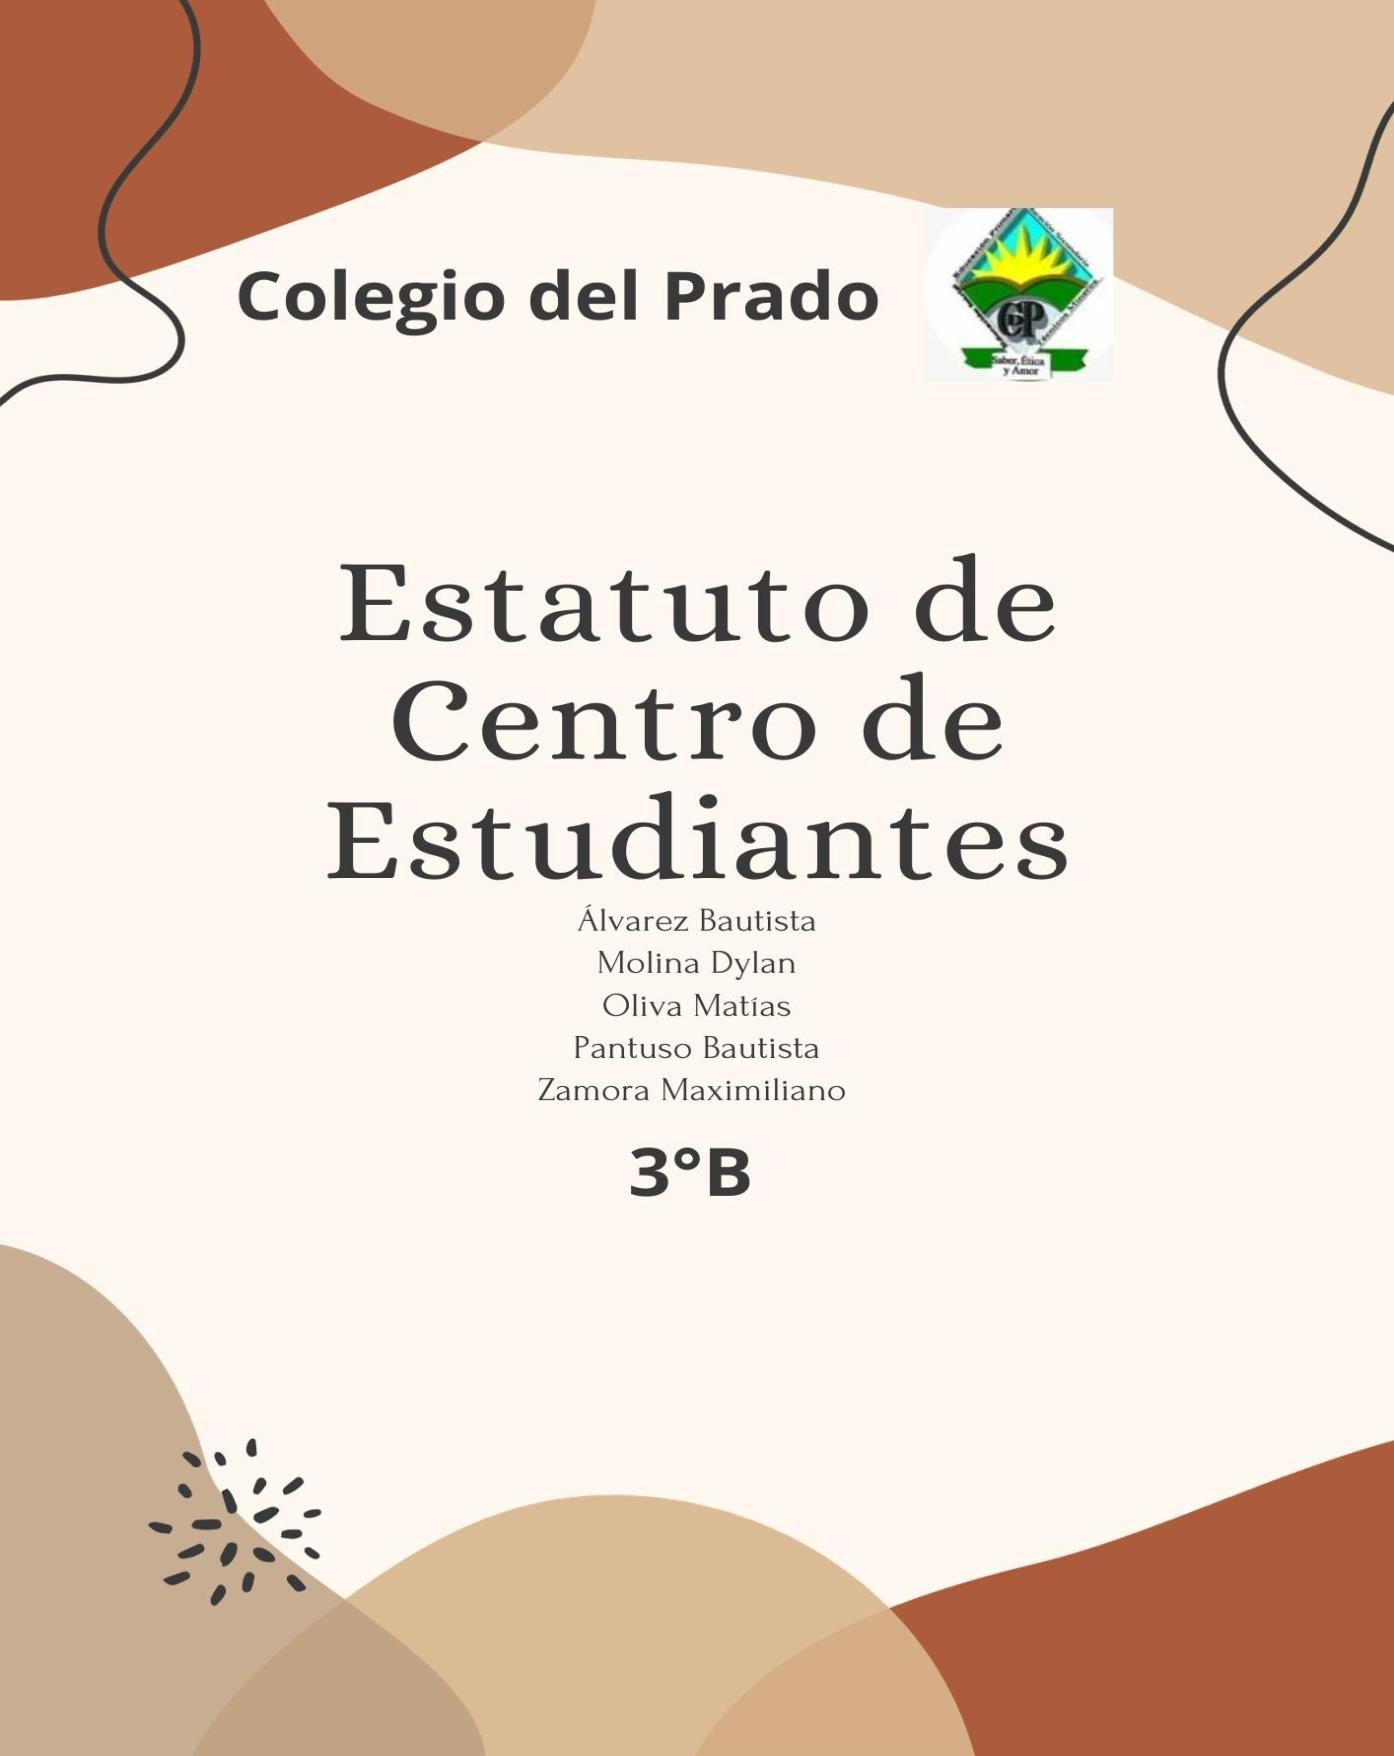 Colegio del Prado
CDP
Saber, Ética
y Amor
Estatuto de
Centro de
Estudiantes
Álvarez Bautista
Molina Dylan
Oliva Matías
Pantuso Bautista
Zamora Maximiliano
3°B